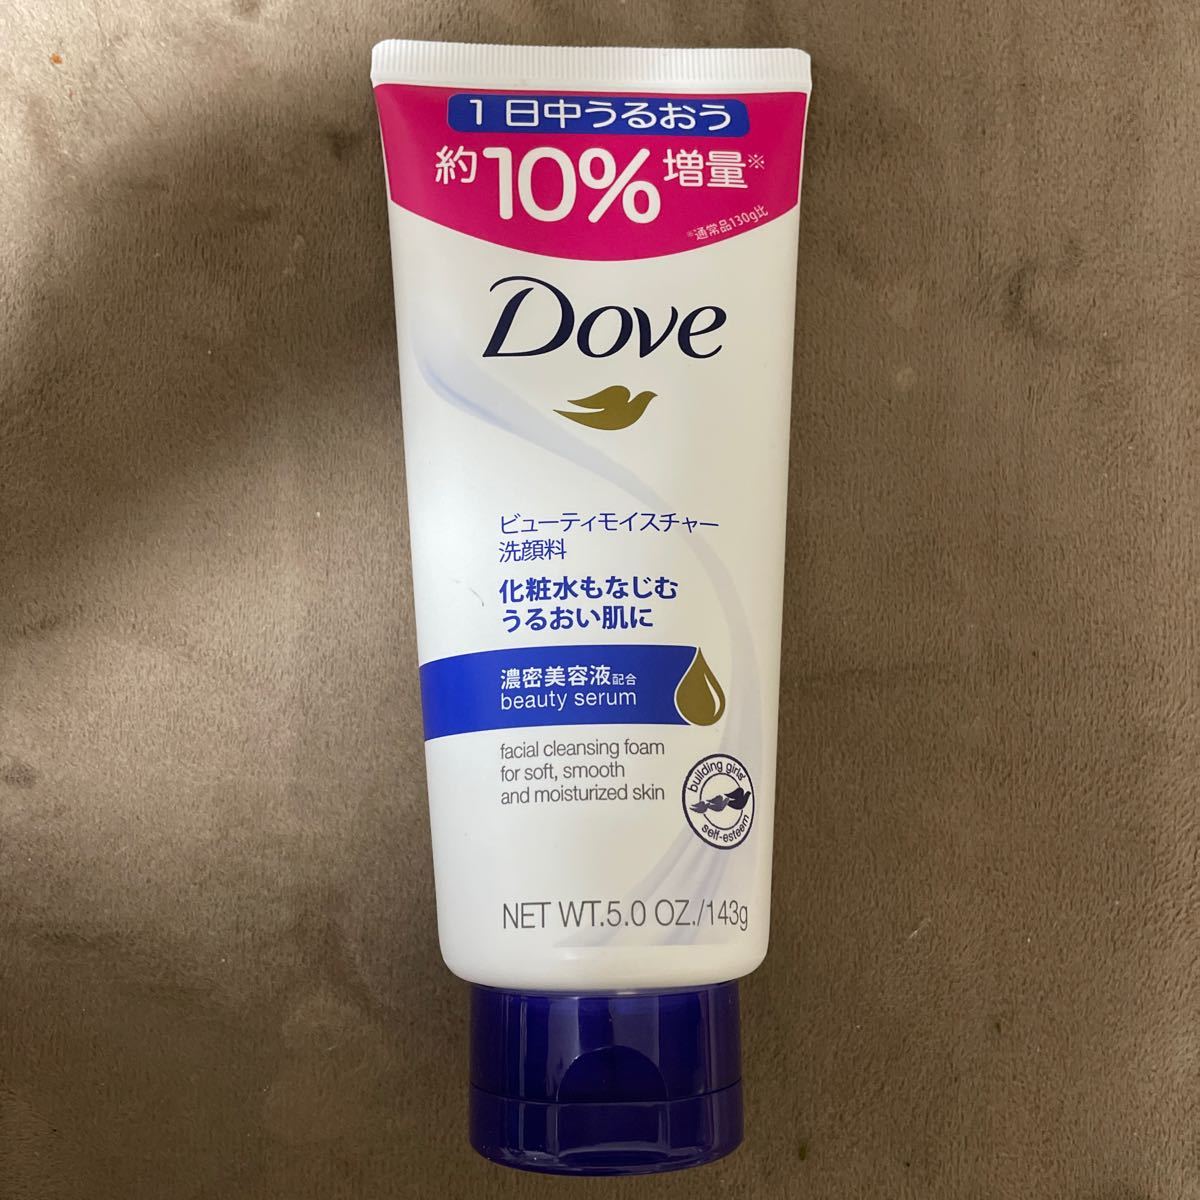 1日中うるおう
約10%増量※
※通常品130g比
Dove
ビューティモイスチャー
洗顔料
化粧水もなじむ
うるおい肌に
濃密美容液配合
beauty serum
facial cleansing foam
for soft, smooth
and moisturized skin
building girls'
self-esteem
NET WT.5.0 OZ./143g